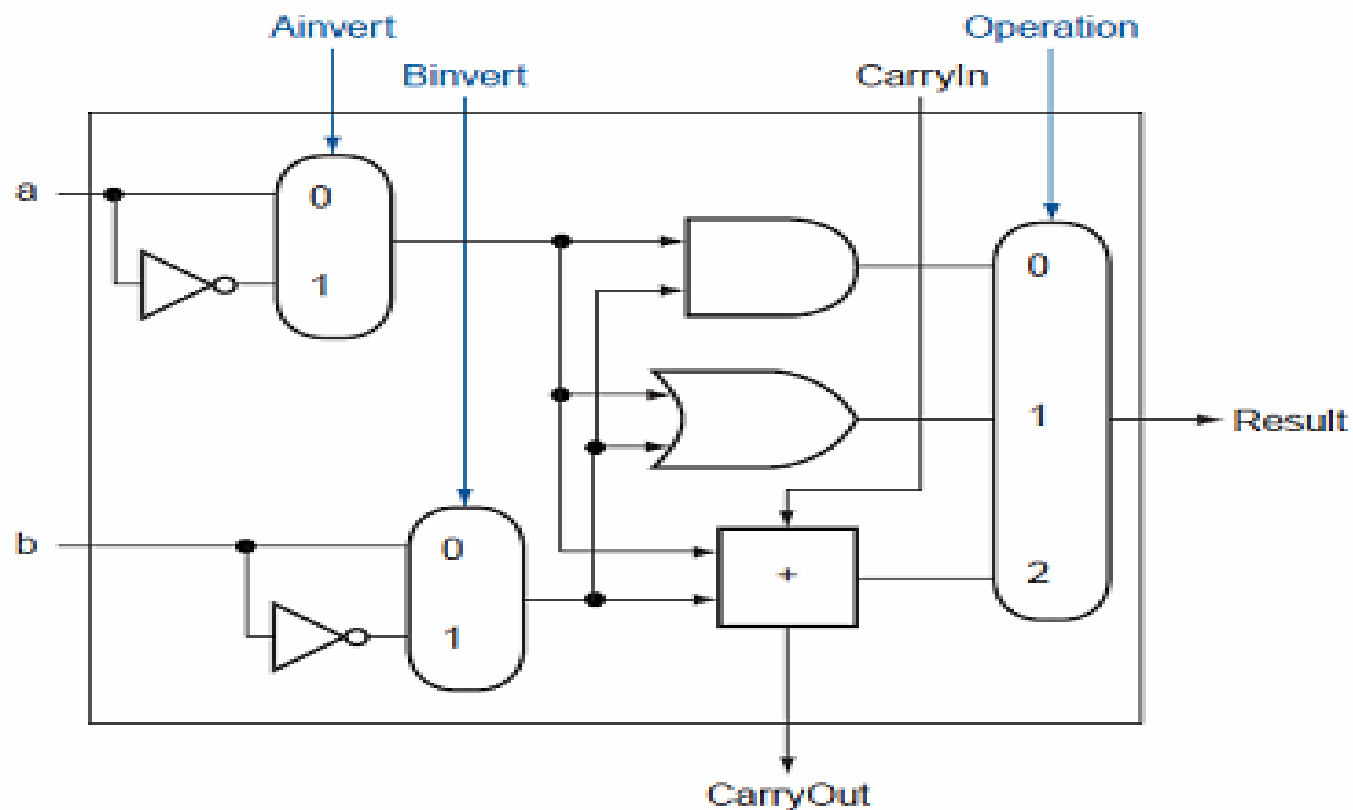 Ainvert
Operation
Binvert
CarryIn
a
0
1
0
1
+
2
Result
b
0
1
CarryOut